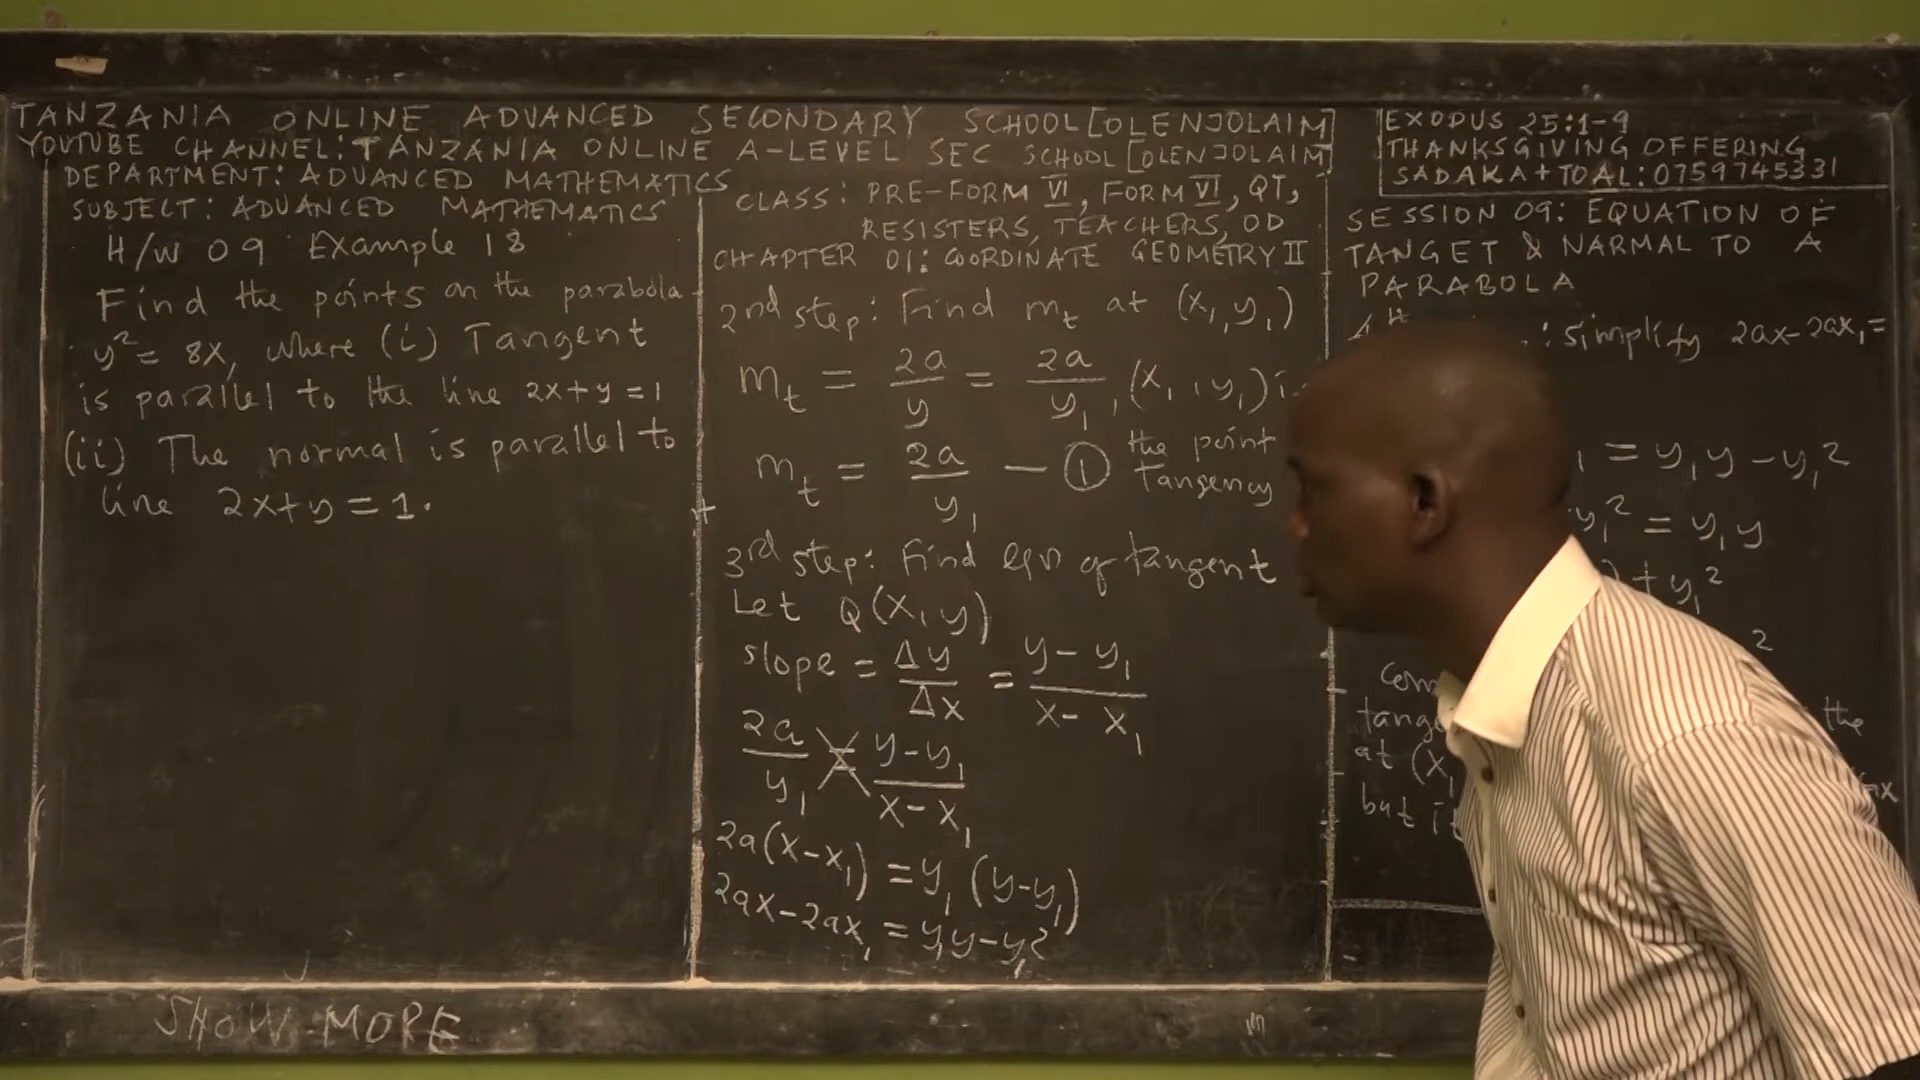 TANZANIA ONLINE ADVANCED SECONDARY SCHOOL [OLENJOLAIM]
YOUTUBE CHANNEL: TANZANIA ONLINE A-LEVEL SEC SCHOOL [OLENJOLAIM]
DEPARTMENT: ADVANCED MATHEMATICS
SUBJECT: ADVANCED MATHEMATICS
H/W 09 Example 18
Find the points on the parabola
y² = 8x, where (i) Tangent
is parallel to the line 2x+y=1
(ii) The normal is parallel to
line 2x+y=1.
CLASS: PRE-FORM VI, FORM VI, QT,
RESISTERS, TEACHERS, OD
CHAPTER 01: COORDINATE GEOMETRY II
2nd step: Find m_t at (x₁, y₁)
m_t = 2a/y = 2a/y₁, (x₁, y₁) i
m_t = 2a/y₁ — ① the point
Tangency
3rd step: Find eqn of tangent
Let Q(x, y)
slope = Δy/Δx = (y-y₁)/(x-x₁)
2a/y₁ = (y-y₁)/(x-x₁)
2a(x-x₁) = y₁(y-y₁)
2ax-2ax₁ = y₁y-y₁²
EXODUS 25:1-9
THANKSGIVING OFFERING
SADAKA+TOAL: 0759745331
SESSION 09: EQUATION OF
TANGET & NARMAL TO A
PARABOLA
: simplify 2ax-2ax₁=
= y₁y-y₁²
y₁² = y₁y
+y₁²
2
the
at (x₁
but
SHOW MORE